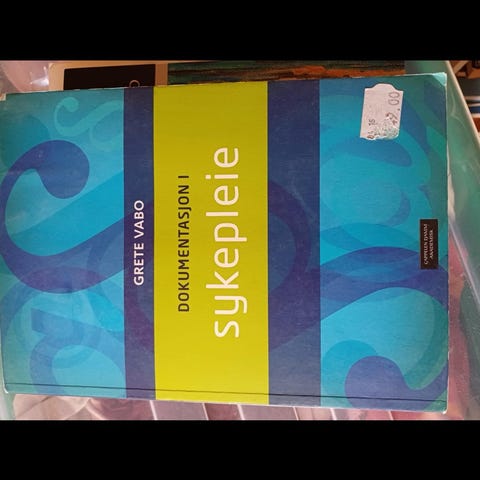 GRETE VABO
DOKUMENTASJON I
sykepleie
CAPPELEN DAMM
AKADEMISK